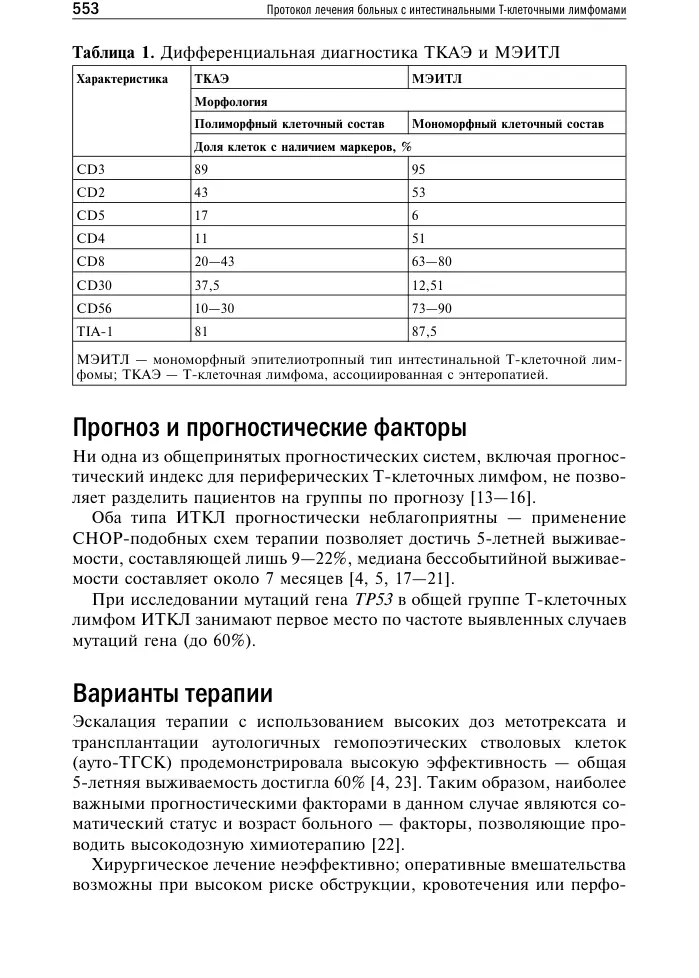 553
Протокол лечения больных с интестинальными Т-клеточными лимфомами
Таблица 1. Дифференциальная диагностика ТКАЭ и МЭИТЛ
Характеристика ТКАЭ МЭИТЛ
Морфология
Полиморфный клеточный состав Мономорфный клеточный состав
Доля клеток с наличием маркеров, %
CD3 89 95
CD2 43 53
CD5 17 6
CD4 11 51
CD8 20—43 63—80
CD30 37,5 12,51
CD56 10—30 73—90
TIA-1 81 87,5
МЭИТЛ — мономорфный эпителиотропный тип интестинальной Т-клеточной лим-
фомы; ТКАЭ — Т-клеточная лимфома, ассоциированная с энтеропатией.
Прогноз и прогностические факторы
Ни одна из общепринятых прогностических систем, включая прогнос-
тический индекс для периферических Т-клеточных лимфом, не позво-
ляет разделить пациентов на группы по прогнозу [13—16].
Оба типа ИТКЛ прогностически неблагоприятны — применение
CHOP-подобных схем терапии позволяет достичь 5-летней выживае-
мости, составляющей лишь 9—22%, медиана бессобытийной выживае-
мости составляет около 7 месяцев [4, 5, 17—21].
При исследовании мутаций гена TP53 в общей группе Т-клеточных
лимфом ИТКЛ занимают первое место по частоте выявленных случаев
мутаций гена (до 60%).
Варианты терапии
Эскалация терапии с использованием высоких доз метотрексата и
трансплантации аутологичных гемопоэтических стволовых клеток
(ауто-ТГСК) продемонстрировала высокую эффективность — общая
5-летняя выживаемость достигла 60% [4, 23]. Таким образом, наиболее
важными прогностическими факторами в данном случае являются со-
матический статус и возраст больного — факторы, позволяющие про-
водить высокодозную химиотерапию [22].
Хирургическое лечение неэффективно; оперативные вмешательства
возможны при высоком риске обструкции, кровотечения или перфо-